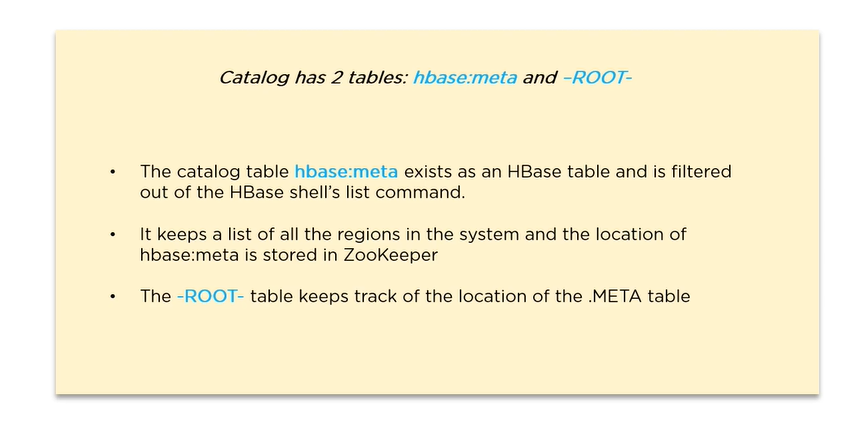 Catalog has 2 tables: hbase:meta and –ROOT-
• The catalog table hbase:meta exists as an HBase table and is filtered
out of the HBase shell's list command.
• It keeps a list of all the regions in the system and the location of
hbase:meta is stored in ZooKeeper
• The -ROOT- table keeps track of the location of the .META table